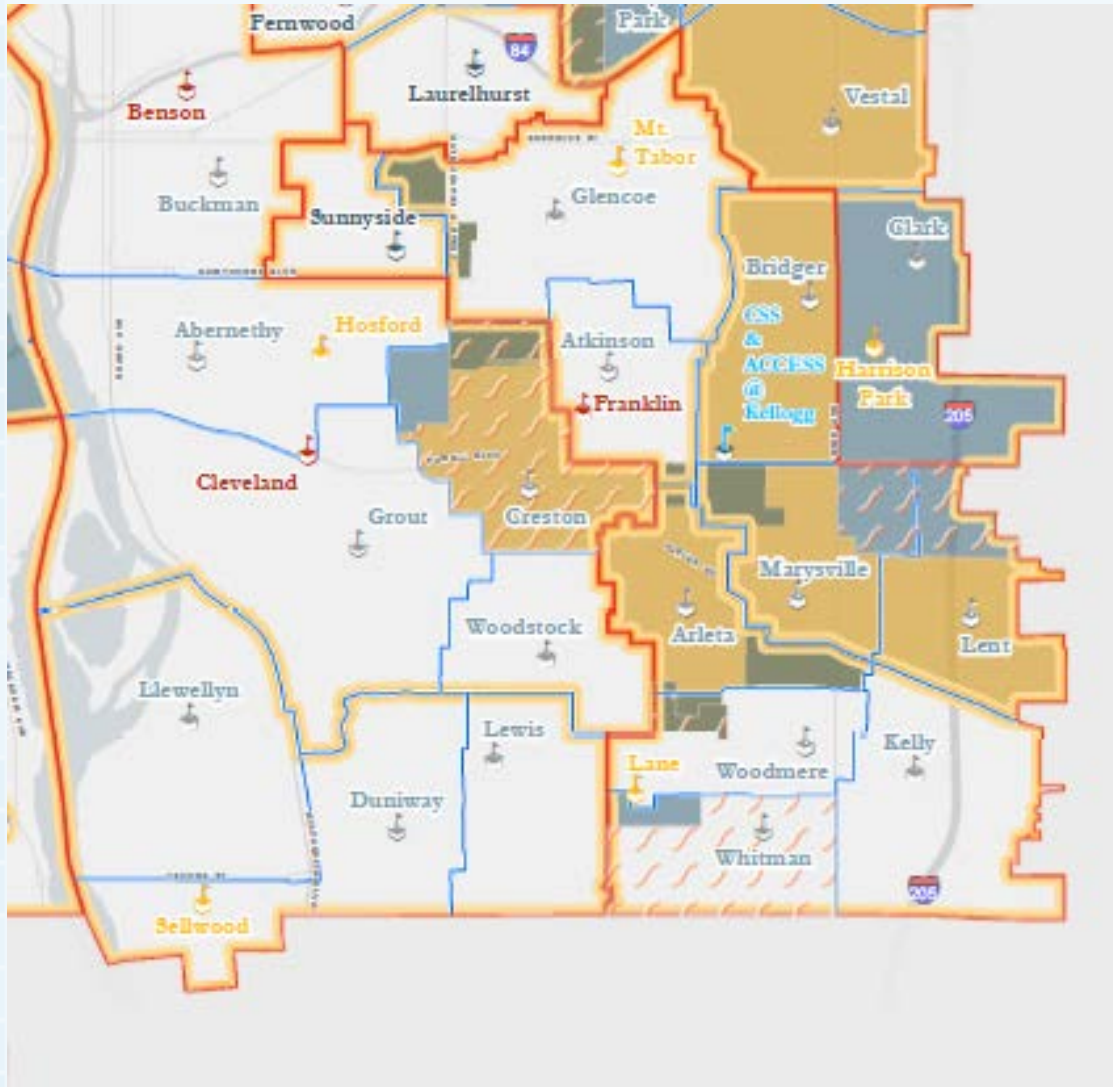 Fernwood
Park
84
Laurelhurst
Benson
Vestal
Mt.
Tabor
Buckman
Glencoe
Sunnyside
Clark
HAWTHORNE BLVD
Bridger
Abernethy
Hosford
CSS
&
ACCESS
@
Kellogg
Atkinson
Harrison
Park
Franklin
205
Cleveland
Creston
Grout
Marysville
Woodstock
Arleta
Lent
Llewellyn
Lewis
Kelly
Lane
Woodmere
Duniway
Whitman
205
Sellwood